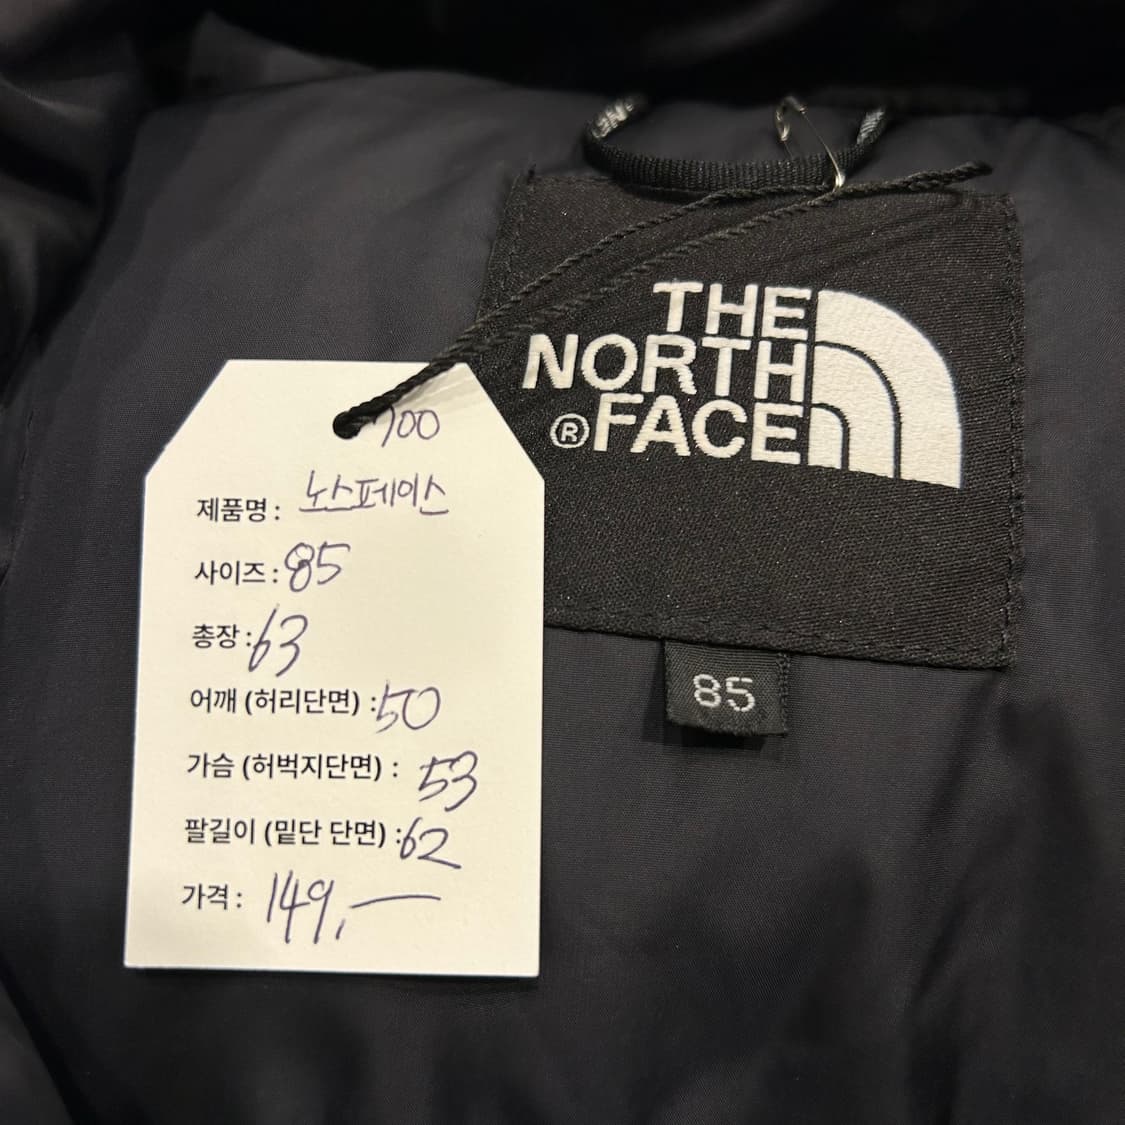 700
제품명 : 노스페이스
사이즈 : 85
총장 : 63
어깨 (허리단면) : 50
가슴 (허벅지단면) : 53
팔길이 (밑단 단면) : 62
가격 : 149,—
THE
NORTH
®FACE
85